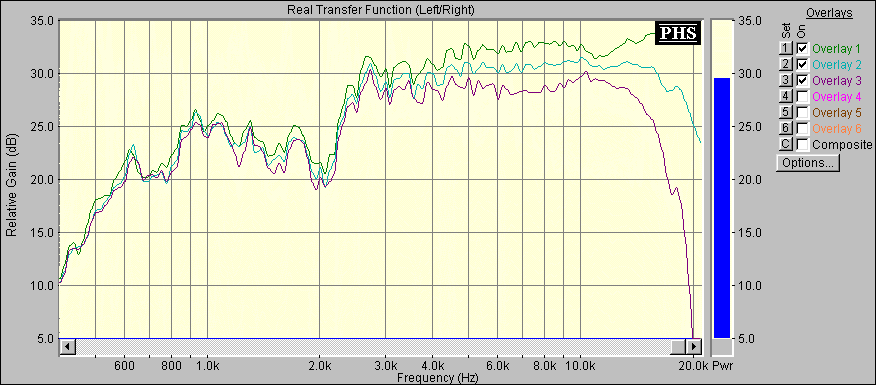 Real Transfer Function (Left/Right)
Overlays
Set
On
35.0
30.0
25.0
20.0
15.0
10.0
5.0
Relative Gain (dB)
PHS
35.0
30.0
25.0
20.0
15.0
10.0
5.0
1 Overlay 1
2 Overlay 2
3 Overlay 3
4 Overlay 4
5 Overlay 5
6 Overlay 6
C Composite
Options...
600 800 1.0k 2.0k 3.0k 4.0k 6.0k 8.0k 10.0k 20.0k Pwr
Frequency (Hz)